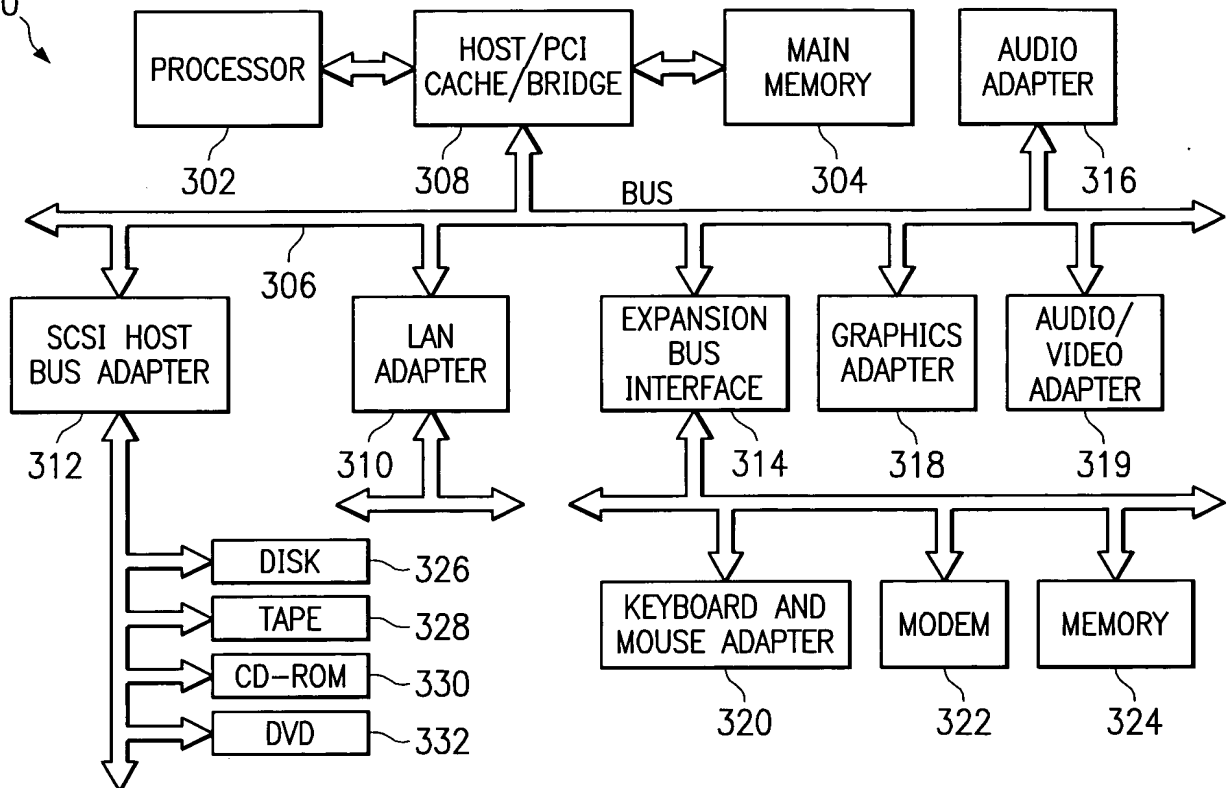 0
PROCESSOR
HOST/PCI
CACHE/BRIDGE
MAIN
MEMORY
AUDIO
ADAPTER
302
308
304
316
BUS
306
SCSI HOST
BUS ADAPTER
LAN
ADAPTER
EXPANSION
BUS
INTERFACE
GRAPHICS
ADAPTER
AUDIO/
VIDEO
ADAPTER
312
310
314
318
319
DISK
326
TAPE
328
CD-ROM
330
DVD
332
KEYBOARD AND
MOUSE ADAPTER
MODEM
MEMORY
320
322
324